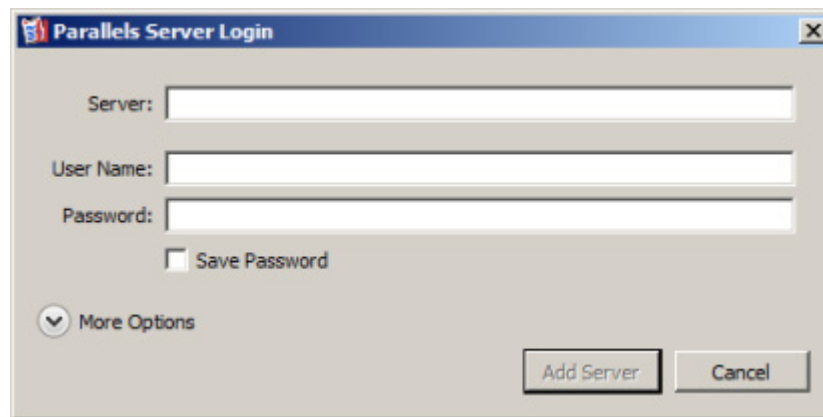 Parallels Server Login
Server:
User Name:
Password:
Save Password
More Options
Add Server Cancel